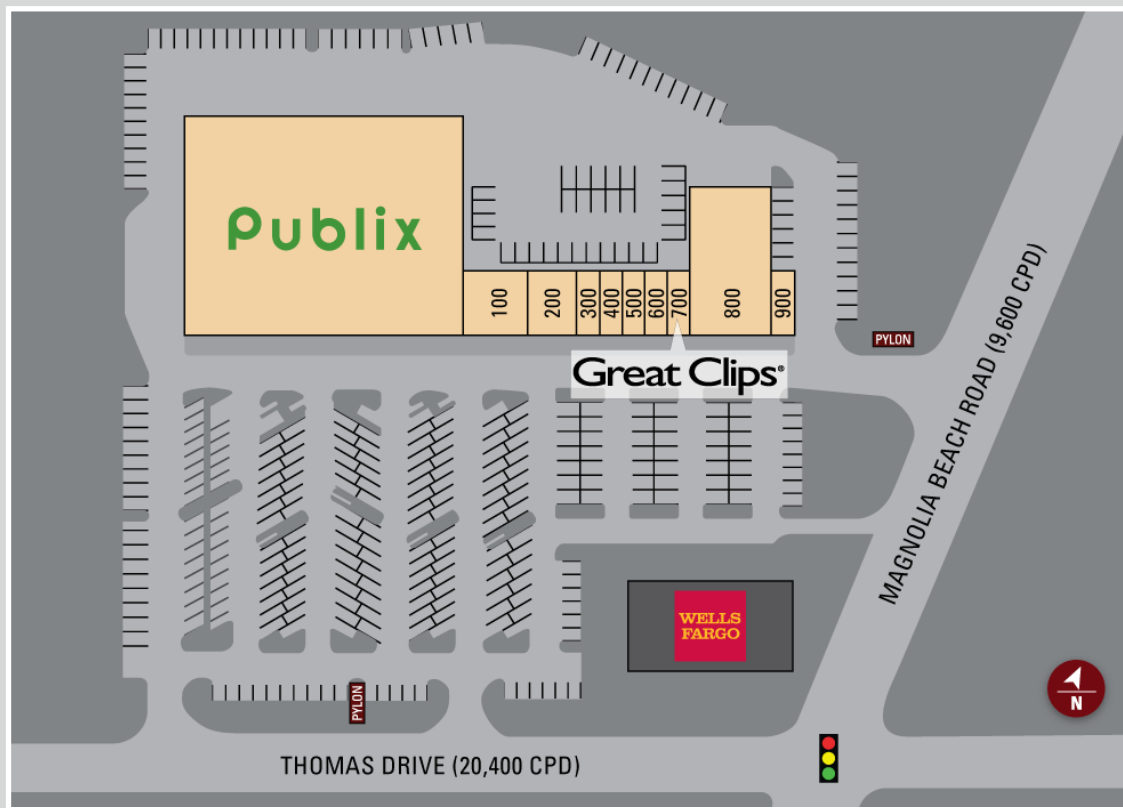 Publix
100
200
300
400
500
600
700
800
900
Great Clips®
PYLON
MAGNOLIA BEACH ROAD (9,600 CPD)
WELLS
FARGO
PYLON
N
THOMAS DRIVE (20,400 CPD)